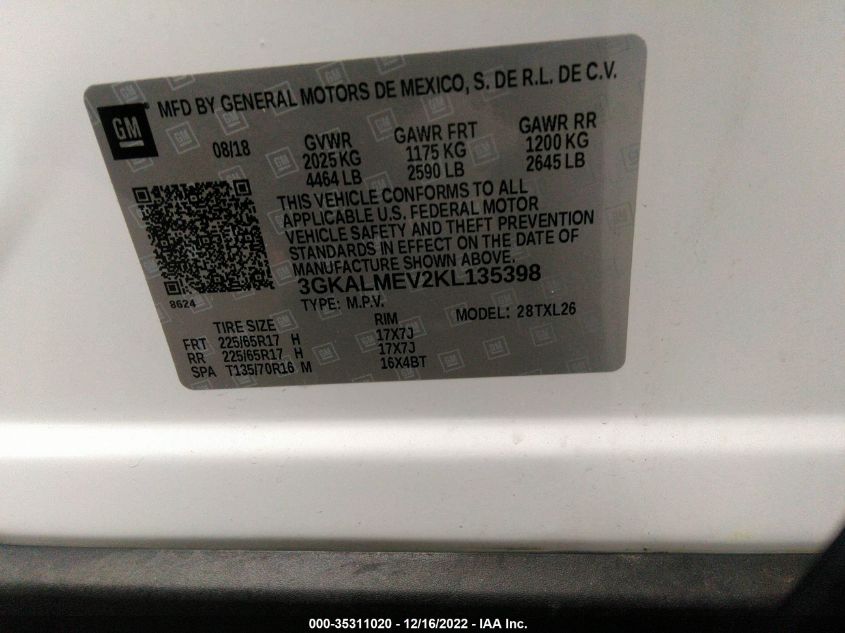 GM
MFD BY GENERAL MOTORS DE MEXICO, S. DE R.L. DE C.V.
08/18 GVWR GAWR FRT GAWR RR
2025 KG 1175 KG 1200 KG
4464 LB 2590 LB 2645 LB
THIS VEHICLE CONFORMS TO ALL
APPLICABLE U.S. FEDERAL MOTOR
VEHICLE SAFETY AND THEFT PREVENTION
STANDARDS IN EFFECT ON THE DATE OF
MANUFACTURE SHOWN ABOVE.
3GKALMEV2KL135398
8624 TYPE: M.P.V. MODEL: 28TXL26
TIRE SIZE RIM
FRT 225/65R17 H 17X7J
RR 225/65R17 H 17X7J
SPA T135/70R16 M 16X4BT
000-35311020 - 12/16/2022 - IAA Inc.